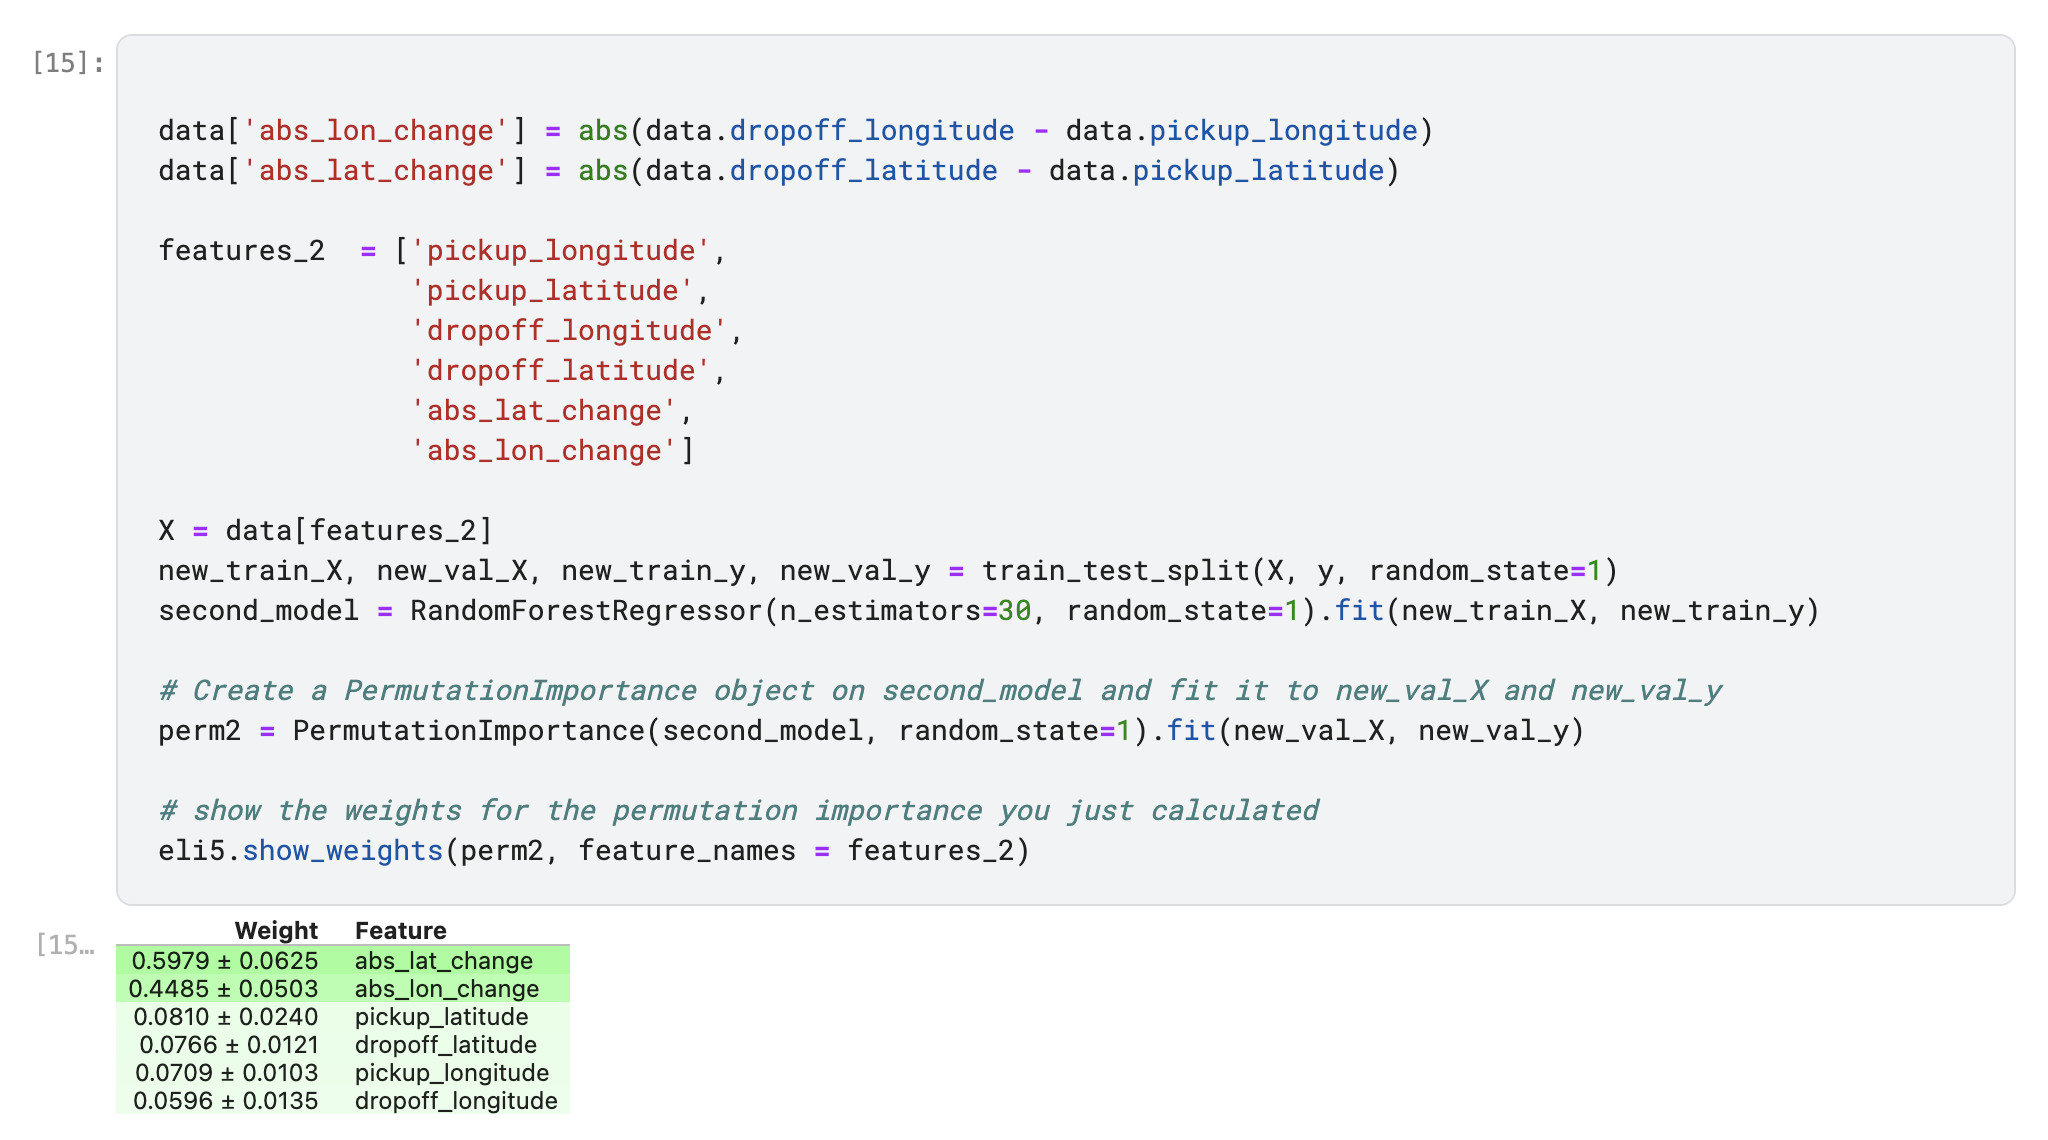 [15]:
data['abs_lon_change'] = abs(data.dropoff_longitude - data.pickup_longitude)
data['abs_lat_change'] = abs(data.dropoff_latitude - data.pickup_latitude)
features_2  = ['pickup_longitude',
               'pickup_latitude',
               'dropoff_longitude',
               'dropoff_latitude',
               'abs_lat_change',
               'abs_lon_change']
X = data[features_2]
new_train_X, new_val_X, new_train_y, new_val_y = train_test_split(X, y, random_state=1)
second_model = RandomForestRegressor(n_estimators=30, random_state=1).fit(new_train_X, new_train_y)
# Create a PermutationImportance object on second_model and fit it to new_val_X and new_val_y
perm2 = PermutationImportance(second_model, random_state=1).fit(new_val_X, new_val_y)
# show the weights for the permutation importance you just calculated
eli5.show_weights(perm2, feature_names = features_2)
[15…
Weight Feature
0.5979 ± 0.0625 abs_lat_change
0.4485 ± 0.0503 abs_lon_change
0.0810 ± 0.0240 pickup_latitude
0.0766 ± 0.0121 dropoff_latitude
0.0709 ± 0.0103 pickup_longitude
0.0596 ± 0.0135 dropoff_longitude